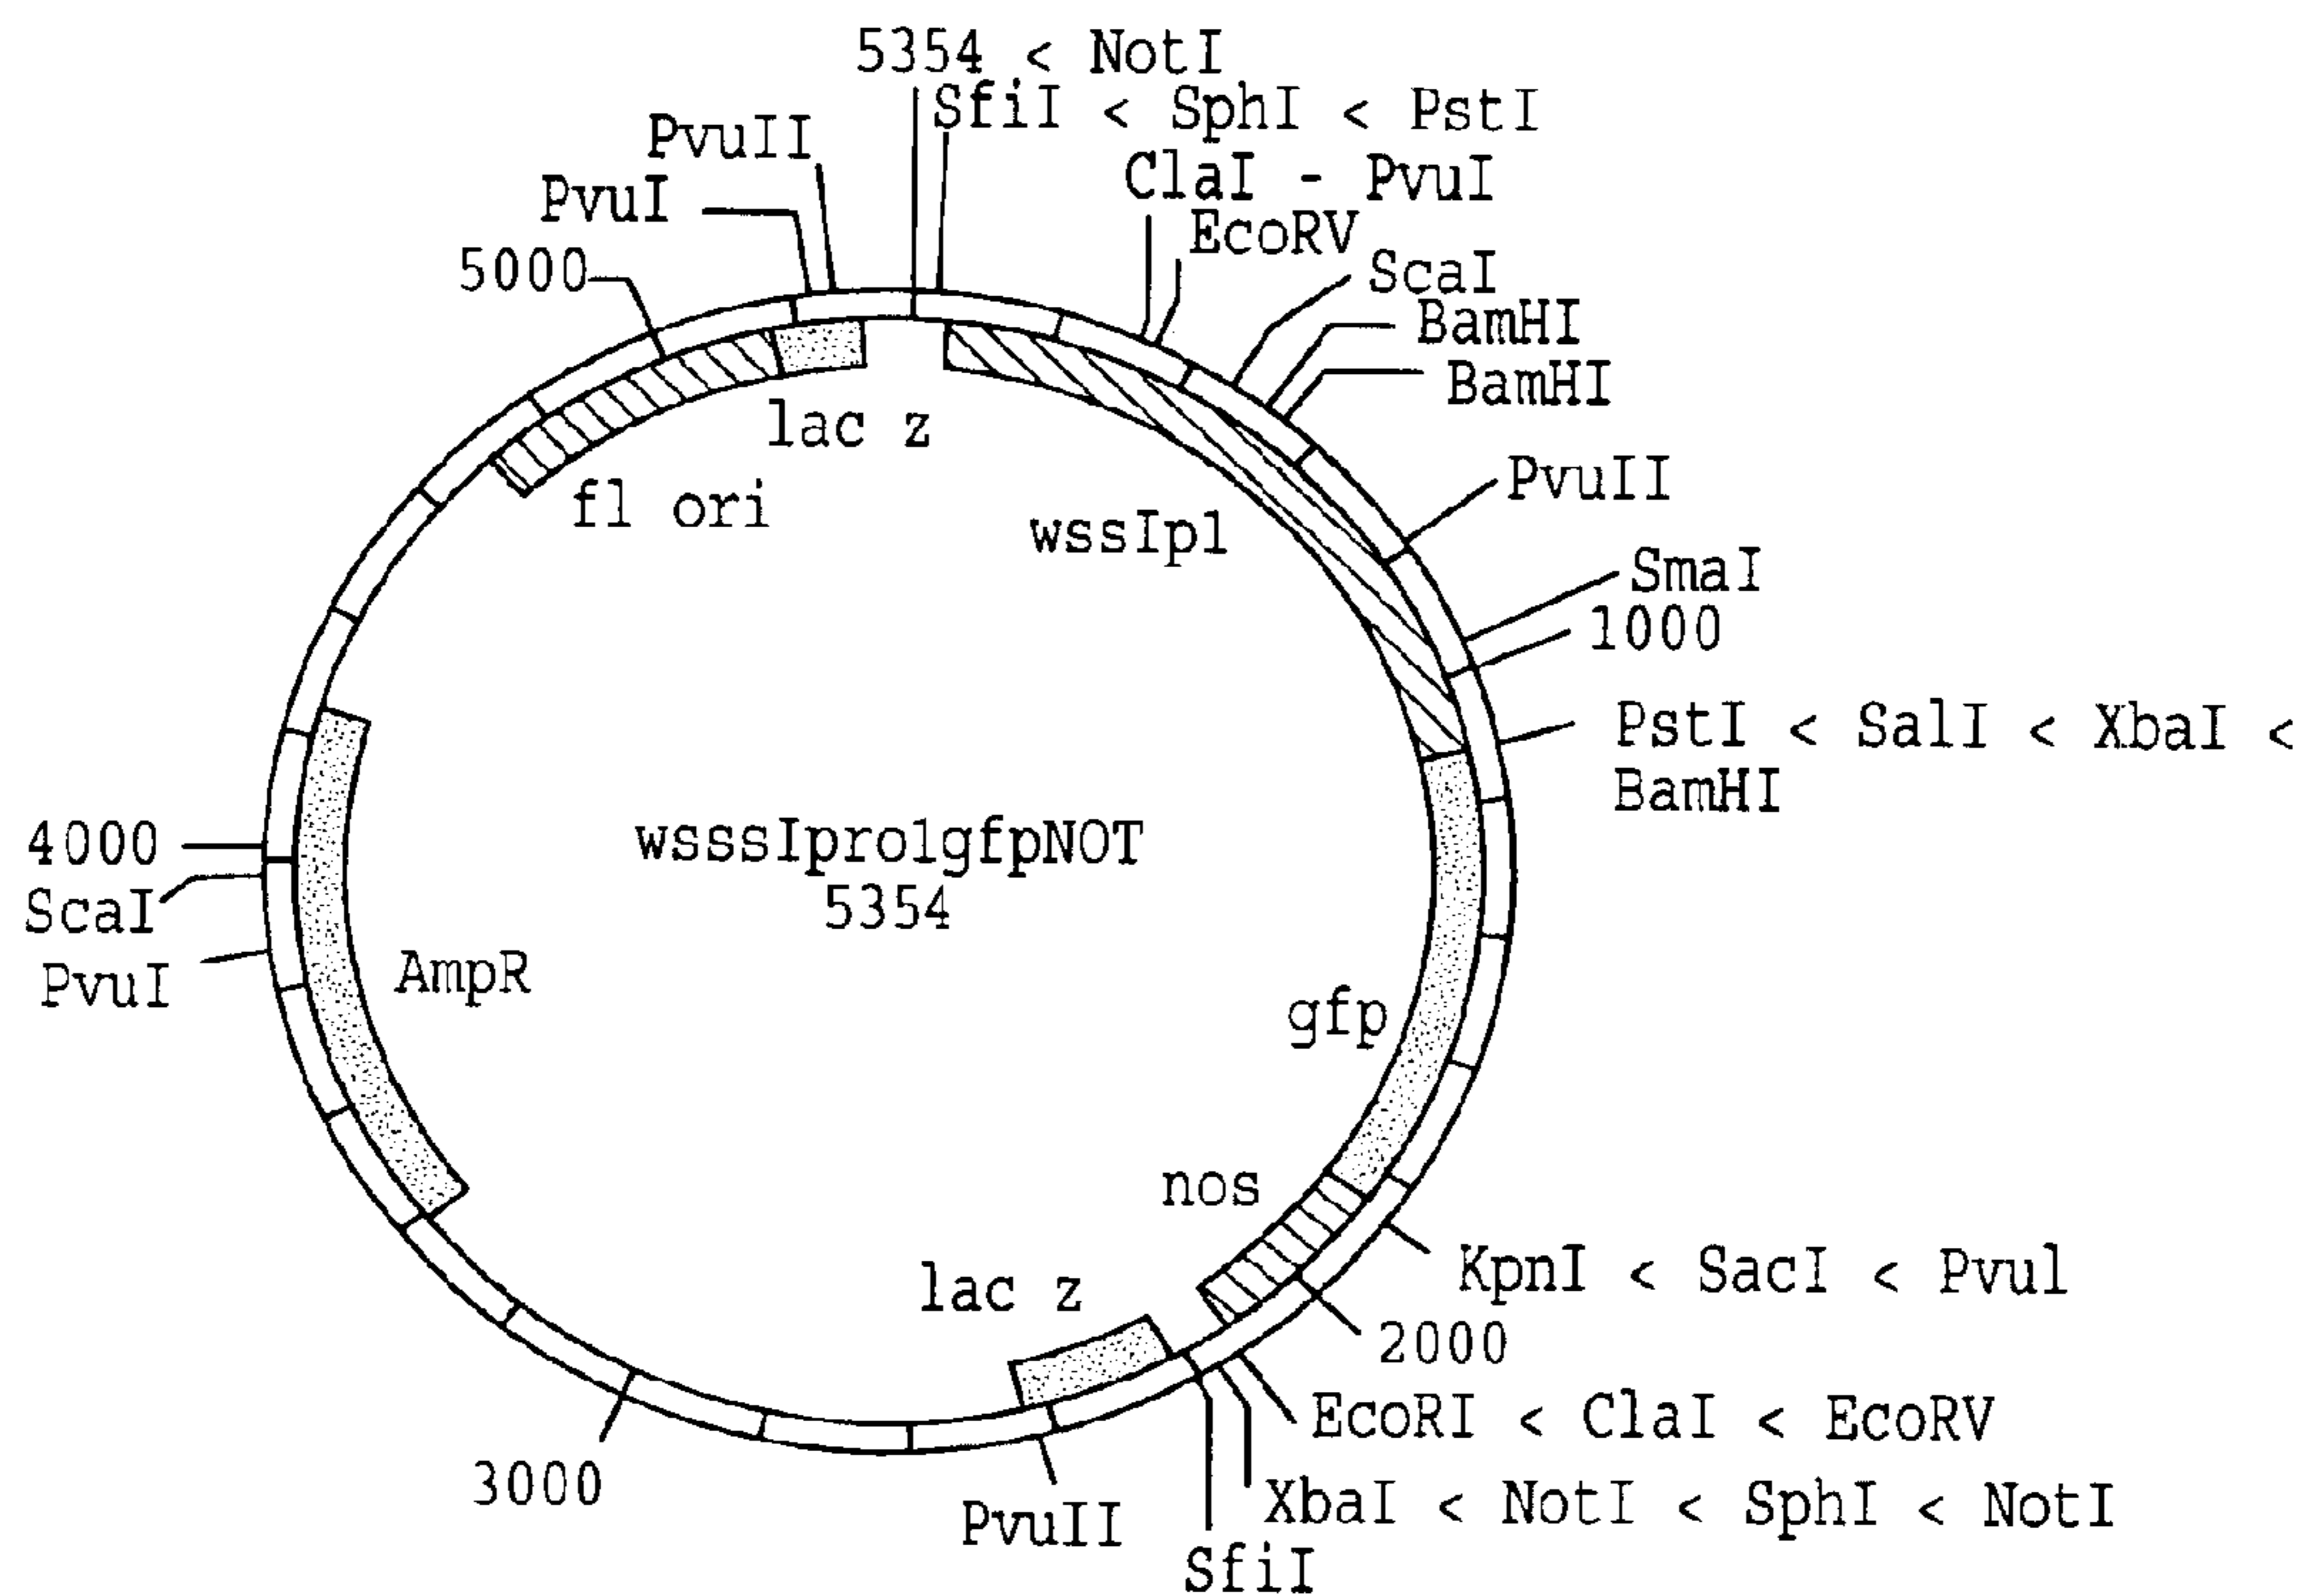 5354 < NotI
SfiI < SphI < PstI
PvuII
ClaI - PvuI
PvuI
EcoRV
5000
ScaI
BamHI
BamHI
lac z
PvuII
fl ori
wssIpl
SmaI
1000
PstI < SalI < XbaI <
BamHI
4000
wsssIpro1gfpNOT
5354
ScaI
PvuI
AmpR
gfp
nos
KpnI < SacI < Pvul
lac z
2000
EcoRI < ClaI < EcoRV
3000
XbaI < NotI < SphI < NotI
PvuII
SfiI